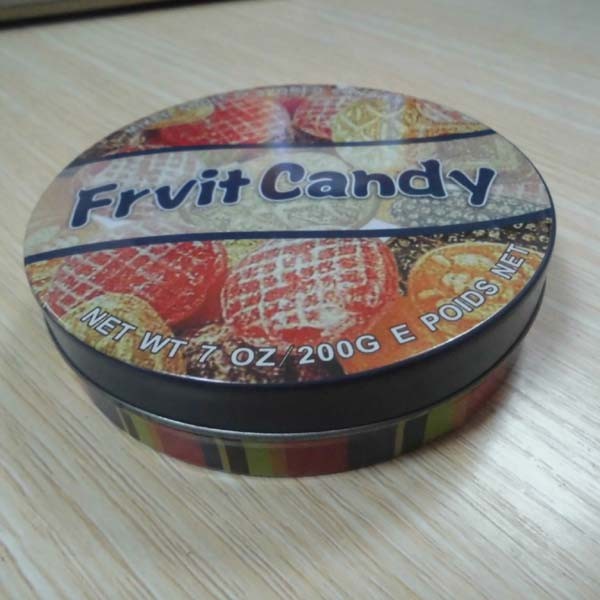 Frvit Candy
NET WT 7 OZ/200G E POIDS NET